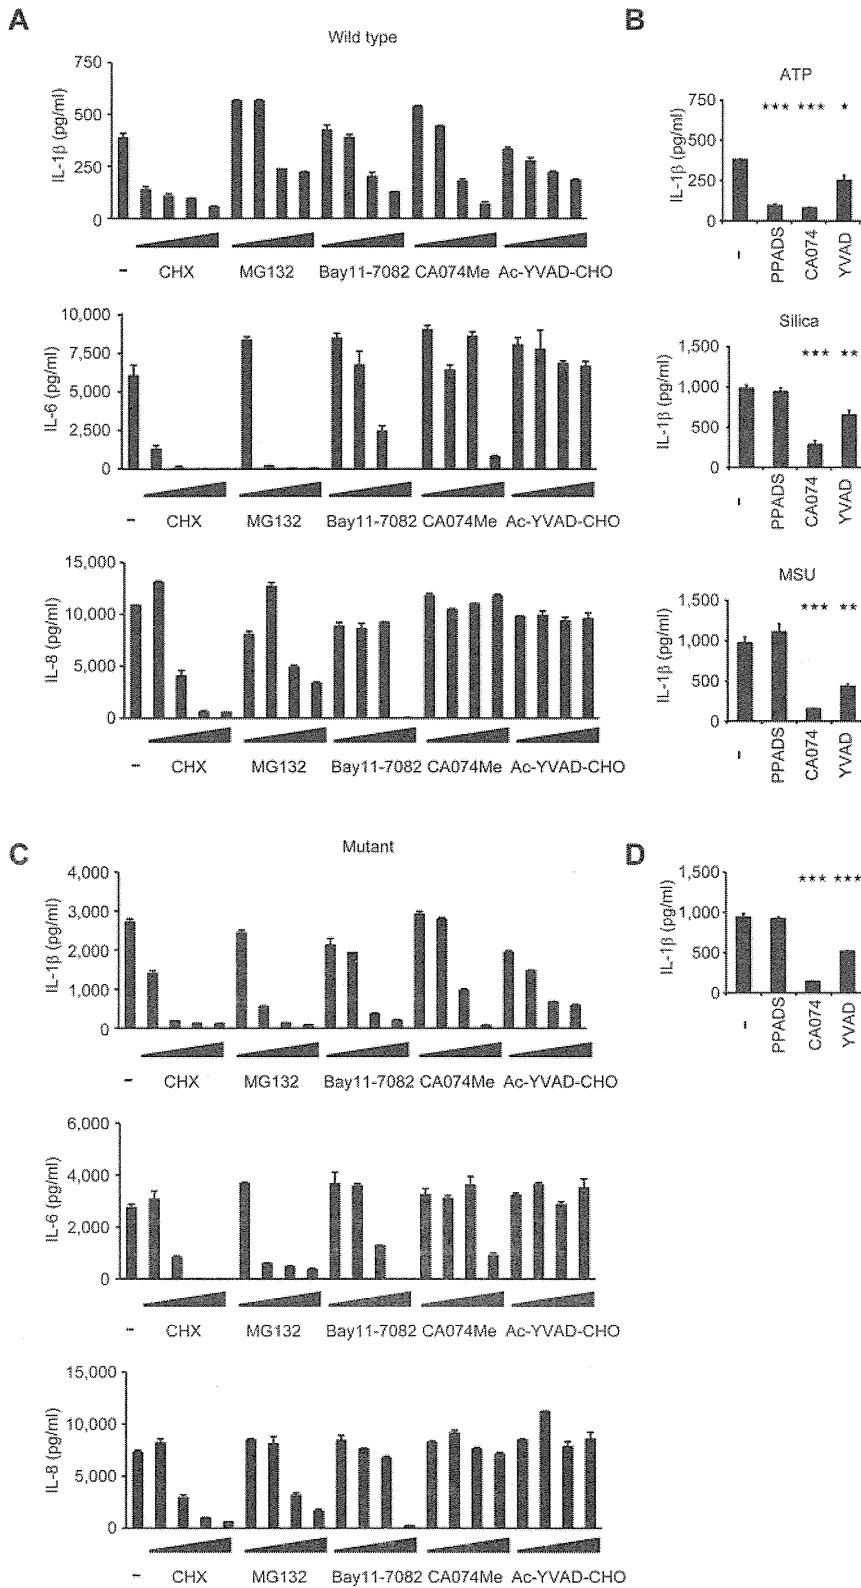 A
Wild type
IL-1β (pg/ml)
750
500
250
0
– CHX MG132 Bay11-7082 CA074Me Ac-YVAD-CHO
IL-6 (pg/ml)
10,000
7,500
5,000
2,500
0
– CHX MG132 Bay11-7082 CA074Me Ac-YVAD-CHO
IL-8 (pg/ml)
15,000
10,000
5,000
0
– CHX MG132 Bay11-7082 CA074Me Ac-YVAD-CHO
B
ATP
IL-1β (pg/ml)
750
500
250
0
*** *** *
– PPADS CA074 YVAD
Silica
IL-1β (pg/ml)
1,500
1,000
500
0
*** **
– PPADS CA074 YVAD
MSU
IL-1β (pg/ml)
1,500
1,000
500
0
*** **
– PPADS CA074 YVAD
C
Mutant
IL-1β (pg/ml)
4,000
3,000
2,000
1,000
0
– CHX MG132 Bay11-7082 CA074Me Ac-YVAD-CHO
IL-6 (pg/ml)
6,000
4,000
2,000
0
– CHX MG132 Bay11-7082 CA074Me Ac-YVAD-CHO
IL-8 (pg/ml)
15,000
10,000
5,000
0
– CHX MG132 Bay11-7082 CA074Me Ac-YVAD-CHO
D
IL-1β (pg/ml)
1,500
1,000
500
0
*** ***
– PPADS CA074 YVAD